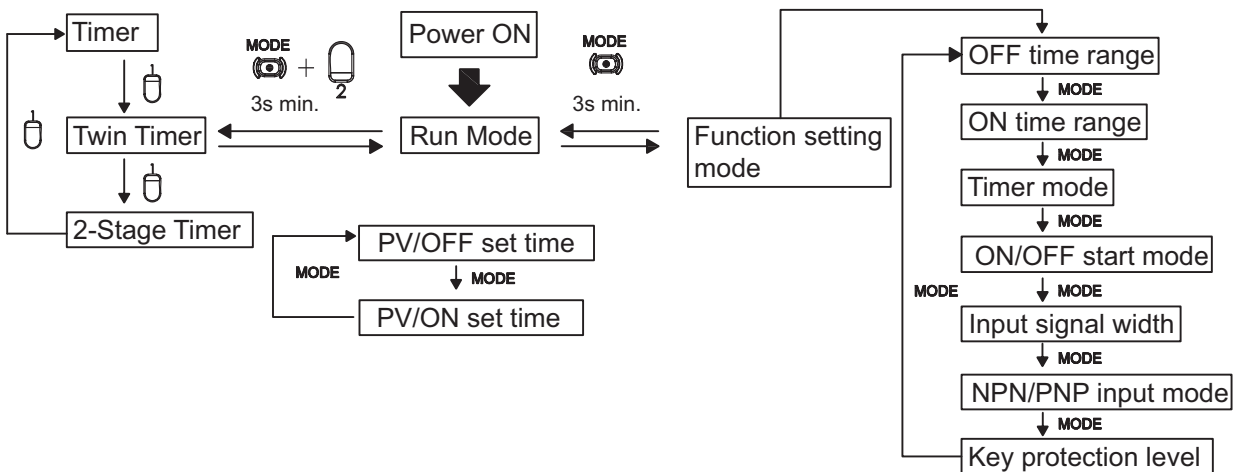 Timer
1
1
Twin Timer
1
2-Stage Timer
MODE
+
2
3s min.
Power ON
Run Mode
MODE
3s min.
PV/OFF set time
MODE
MODE
PV/ON set time
Function setting
mode
OFF time range
MODE
ON time range
MODE
Timer mode
MODE
ON/OFF start mode
MODE
MODE
Input signal width
MODE
NPN/PNP input mode
MODE
Key protection level